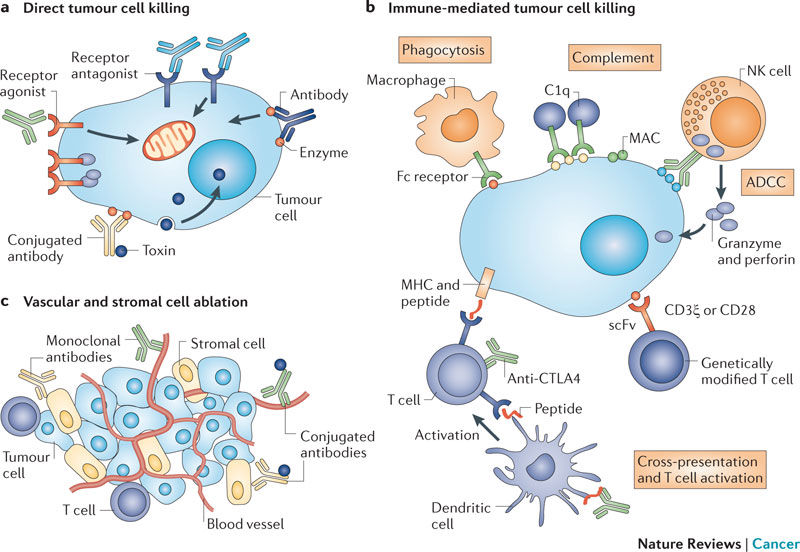 a Direct tumour cell killing
Receptor
antagonist
Receptor
agonist
Antibody
Enzyme
Tumour
cell
Conjugated
antibody
Toxin
b Immune-mediated tumour cell killing
Phagocytosis
Macrophage
Fc receptor
Complement
C1q
MAC
NK cell
ADCC
Granzyme
and perforin
MHC and
peptide
scFv
CD3ξ or CD28
Genetically
modified T cell
T cell
Anti-CTLA4
Peptide
Activation
Dendritic
cell
Cross-presentation
and T cell activation
c Vascular and stromal cell ablation
Monoclonal
antibodies
Stromal cell
Conjugated
antibodies
Tumour
cell
T cell
Blood vessel
Nature Reviews | Cancer